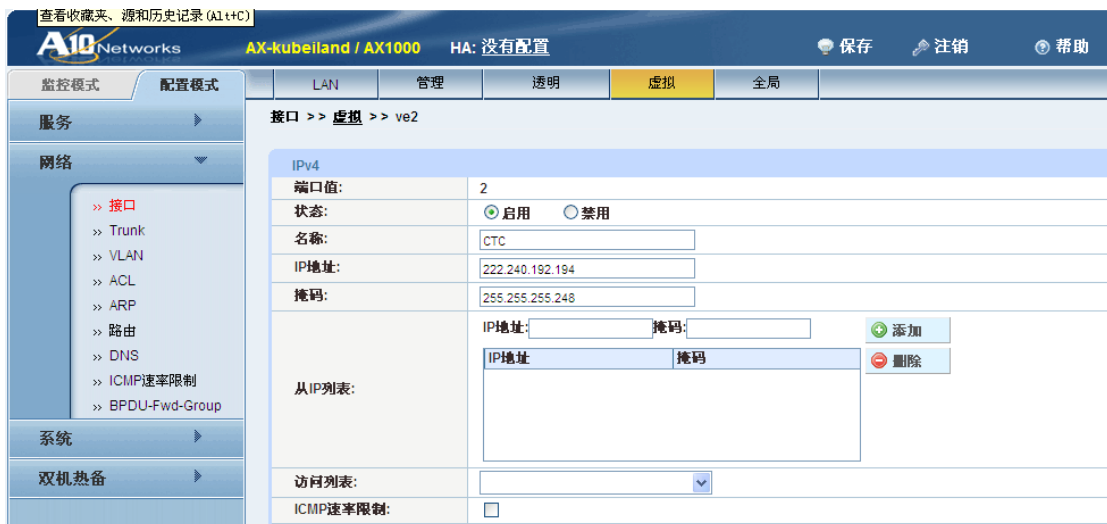 查看收藏夹、源和历史记录(Alt+C)
A10 Networks AX-kubeiland / AX1000 HA: 没有配置 保存 注销 帮助
监控模式 配置模式 LAN 管理 透明 虚拟 全局
服务
接口 >> 虚拟 >> ve2
网络
IPv4
端口值: 2
» 接口
状态: 启用 禁用
» Trunk
名称: CTC
» VLAN
IP地址: 222.240.192.194
» ACL
掩码: 255.255.255.248
» ARP
» 路由
IP地址: 掩码: 添加
» DNS
IP地址 掩码 删除
» ICMP速率限制
从IP列表:
» BPDU-Fwd-Group
系统
双机热备
访问列表:
ICMP速率限制: